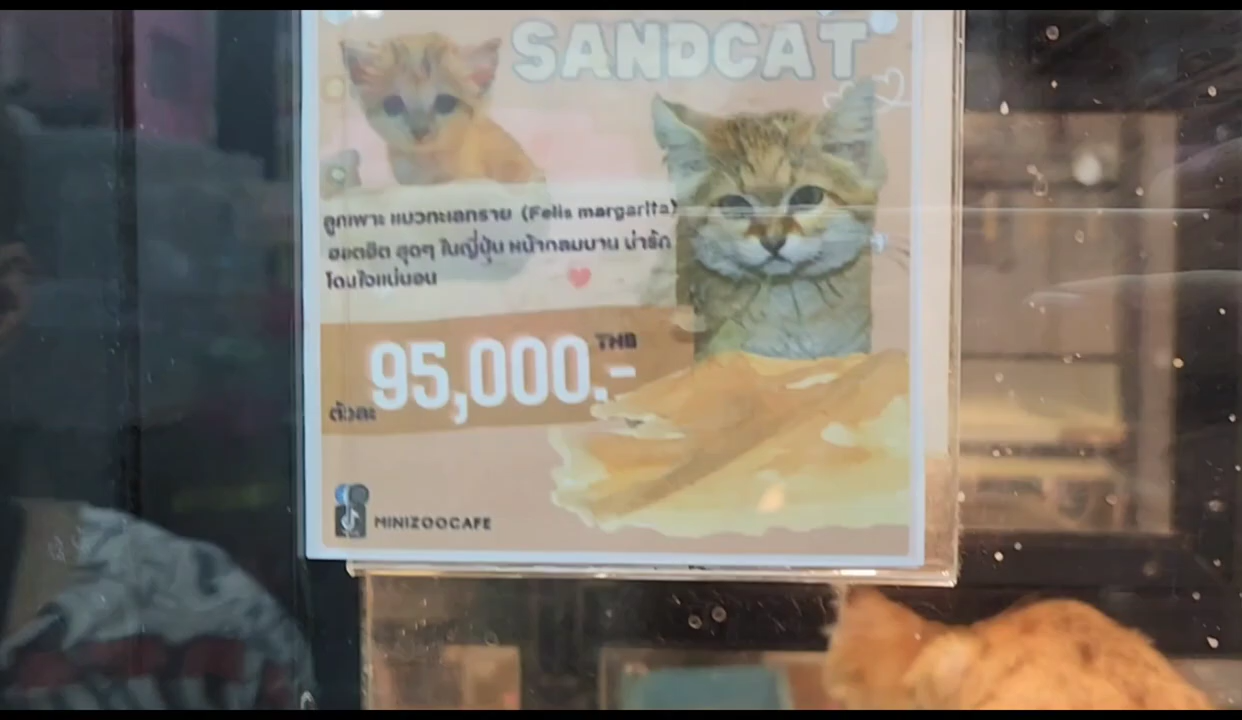 SANDCAT
ลูกเพาะ แมวทะเลทราย (Felis margarita)
ฮอตฮิต สุดๆ ในญี่ปุ่น หน้ากลมบาน น่ารัก
โดนใจแน่นอน
95,000.-
THB
ตัวละ
MINIZOOCAFE